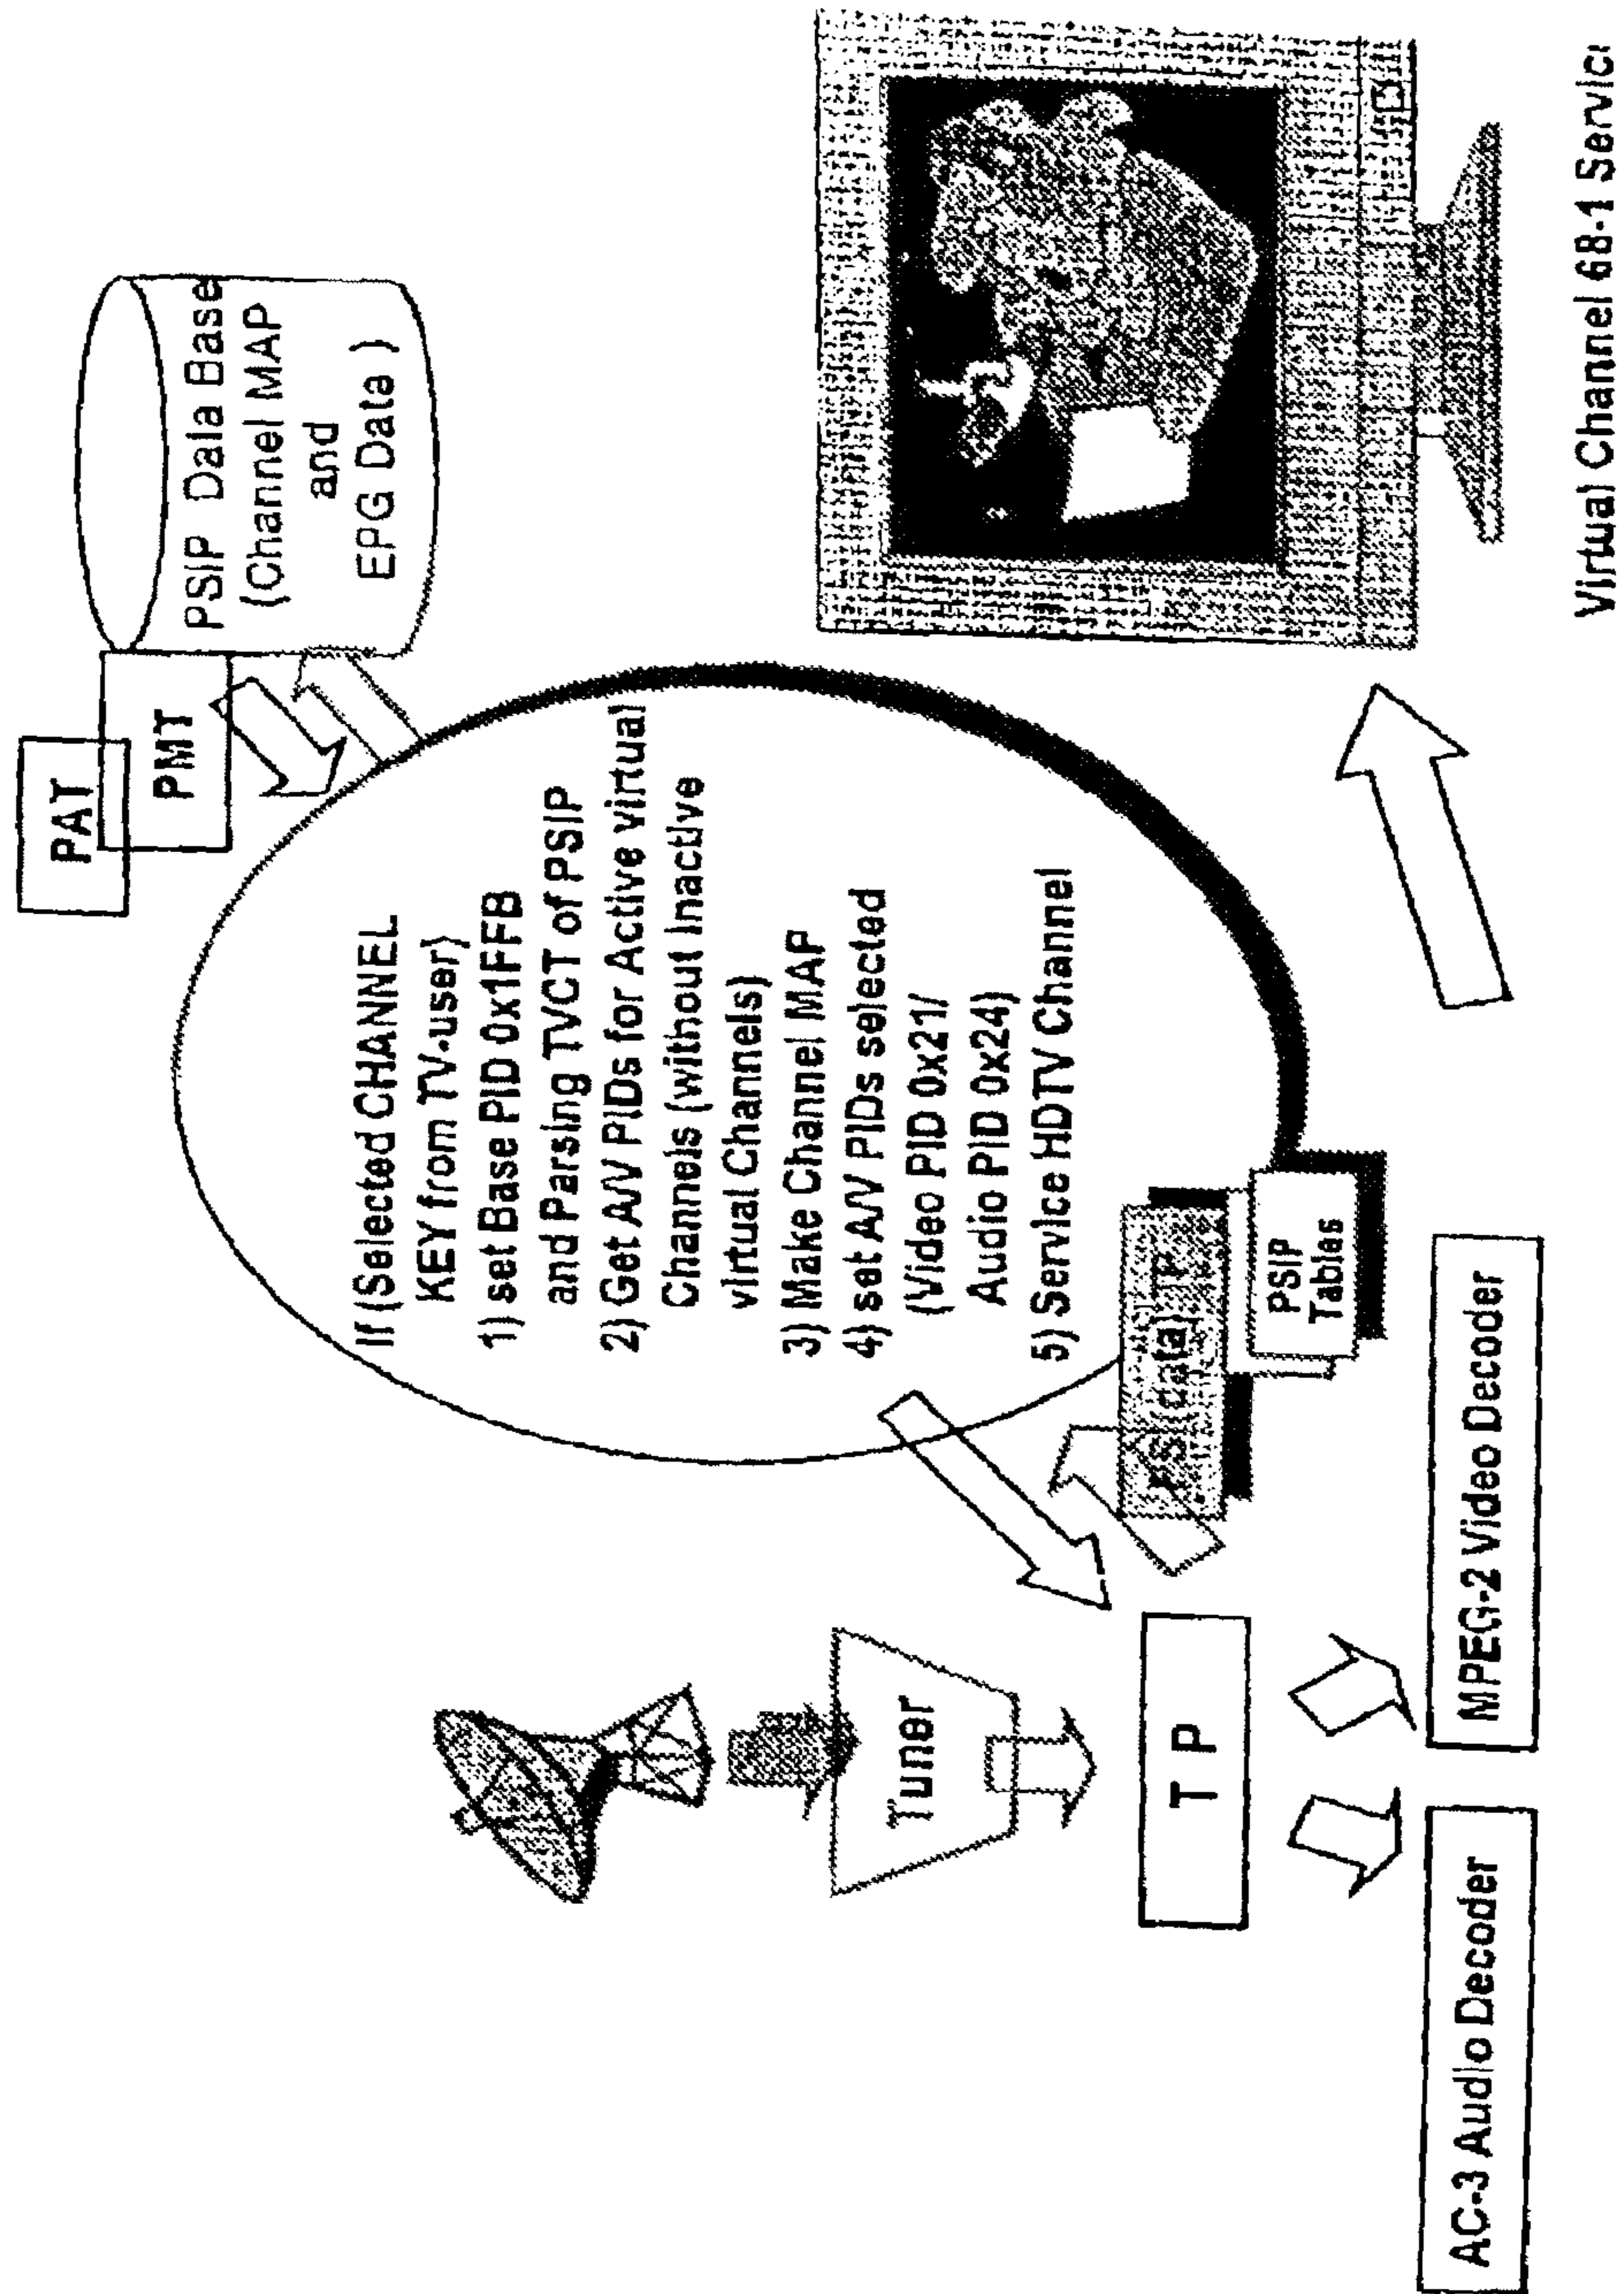 PAT
PMT
PSIP Data Base
(Channel MAP
and
EPG Data )
If (Selected CHANNEL
KEY from TV-user)
1) set Base PID 0x1FFB
and Parsing TVCT of PSIP
2) Get A/V PIDs for Active virtual
Channels (without Inactive
virtual Channels)
3) Make Channel MAP
4) set A/V PIDs selected
(Video PID 0x21/
Audio PID 0x24)
5) Service HDTV Channel
(data)
PSIP
Tables
Tuner
T P
AC-3 Audio Decoder
MPEG-2 Video Decoder
Virtual Channel 68-1